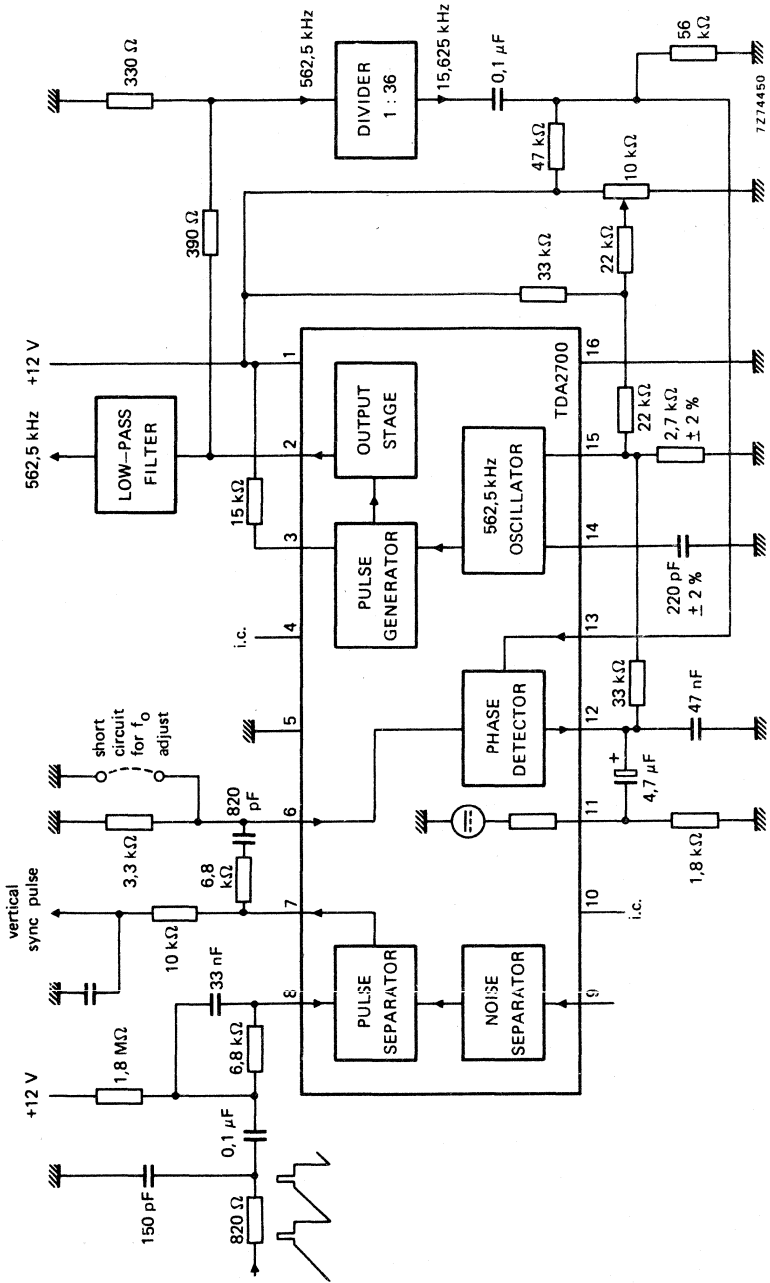 +12 V
1,8 MΩ
150 pF
820 Ω
0,1 µF
6,8 kΩ
33 nF
vertical
sync pulse
10 kΩ
6,8
kΩ
820
pF
3,3 kΩ
short
circuit
for fo
adjust
i.c.
15 kΩ
562,5 kHz
+12 V
LOW–PASS
FILTER
390 Ω
330 Ω
562,5 kHz
DIVIDER
1 : 36
15,625 kHz
0,1 µF
47 kΩ
56
kΩ
10 kΩ
22 kΩ
33 kΩ
8
7
6
5
4
3
2
1
PULSE
SEPARATOR
NOISE
SEPARATOR
PHASE
DETECTOR
PULSE
GENERATOR
OUTPUT
STAGE
562,5 kHz
OSCILLATOR
TDA2700
9
10
11
12
13
14
15
16
i.c.
1,8 kΩ
+
4,7 µF
47 nF
33 kΩ
220 pF
± 2 %
22 kΩ
2,7 kΩ
± 2 %
7Z74450